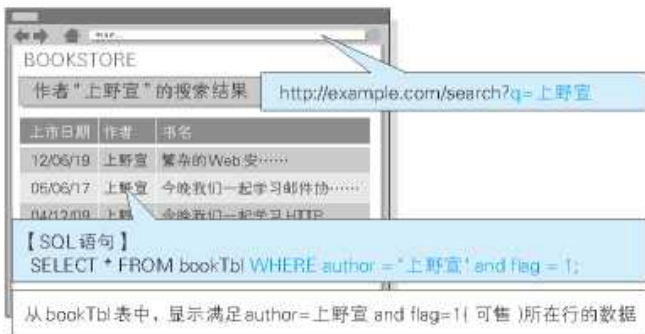 BOOKSTORE
作者"上野宣"的搜索结果
http://example.com/search?q=上野宣
上市日期 作者 书名
12/06/19 上野宣 繁杂的Web安……
05/06/17 上野宣 今晚我们一起学习邮件协……
04/12/09 上野 今晚我们一起学习HTTP
【SQL语句】
SELECT * FROM bookTbl WHERE author = "上野宣" and flag = 1;
从bookTbl表中，显示满足author=上野宣 and flag=1( 可售 )所在行的数据